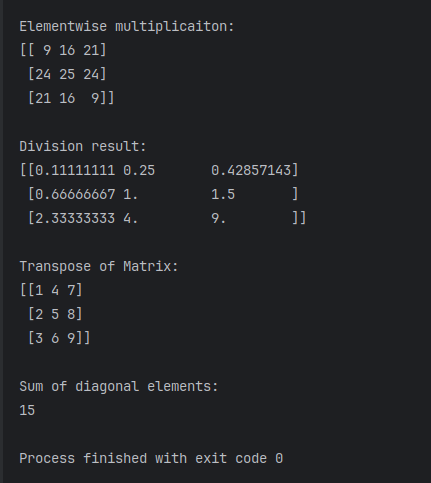 Elementwise multiplicaiton:
[[ 9 16 21]
 [24 25 24]
 [21 16  9]]
Division result:
[[0.11111111 0.25       0.42857143]
 [0.66666667 1.         1.5       ]
 [2.33333333 4.         9.        ]]
Transpose of Matrix:
[[1 4 7]
 [2 5 8]
 [3 6 9]]
Sum of diagonal elements:
15
Process finished with exit code 0